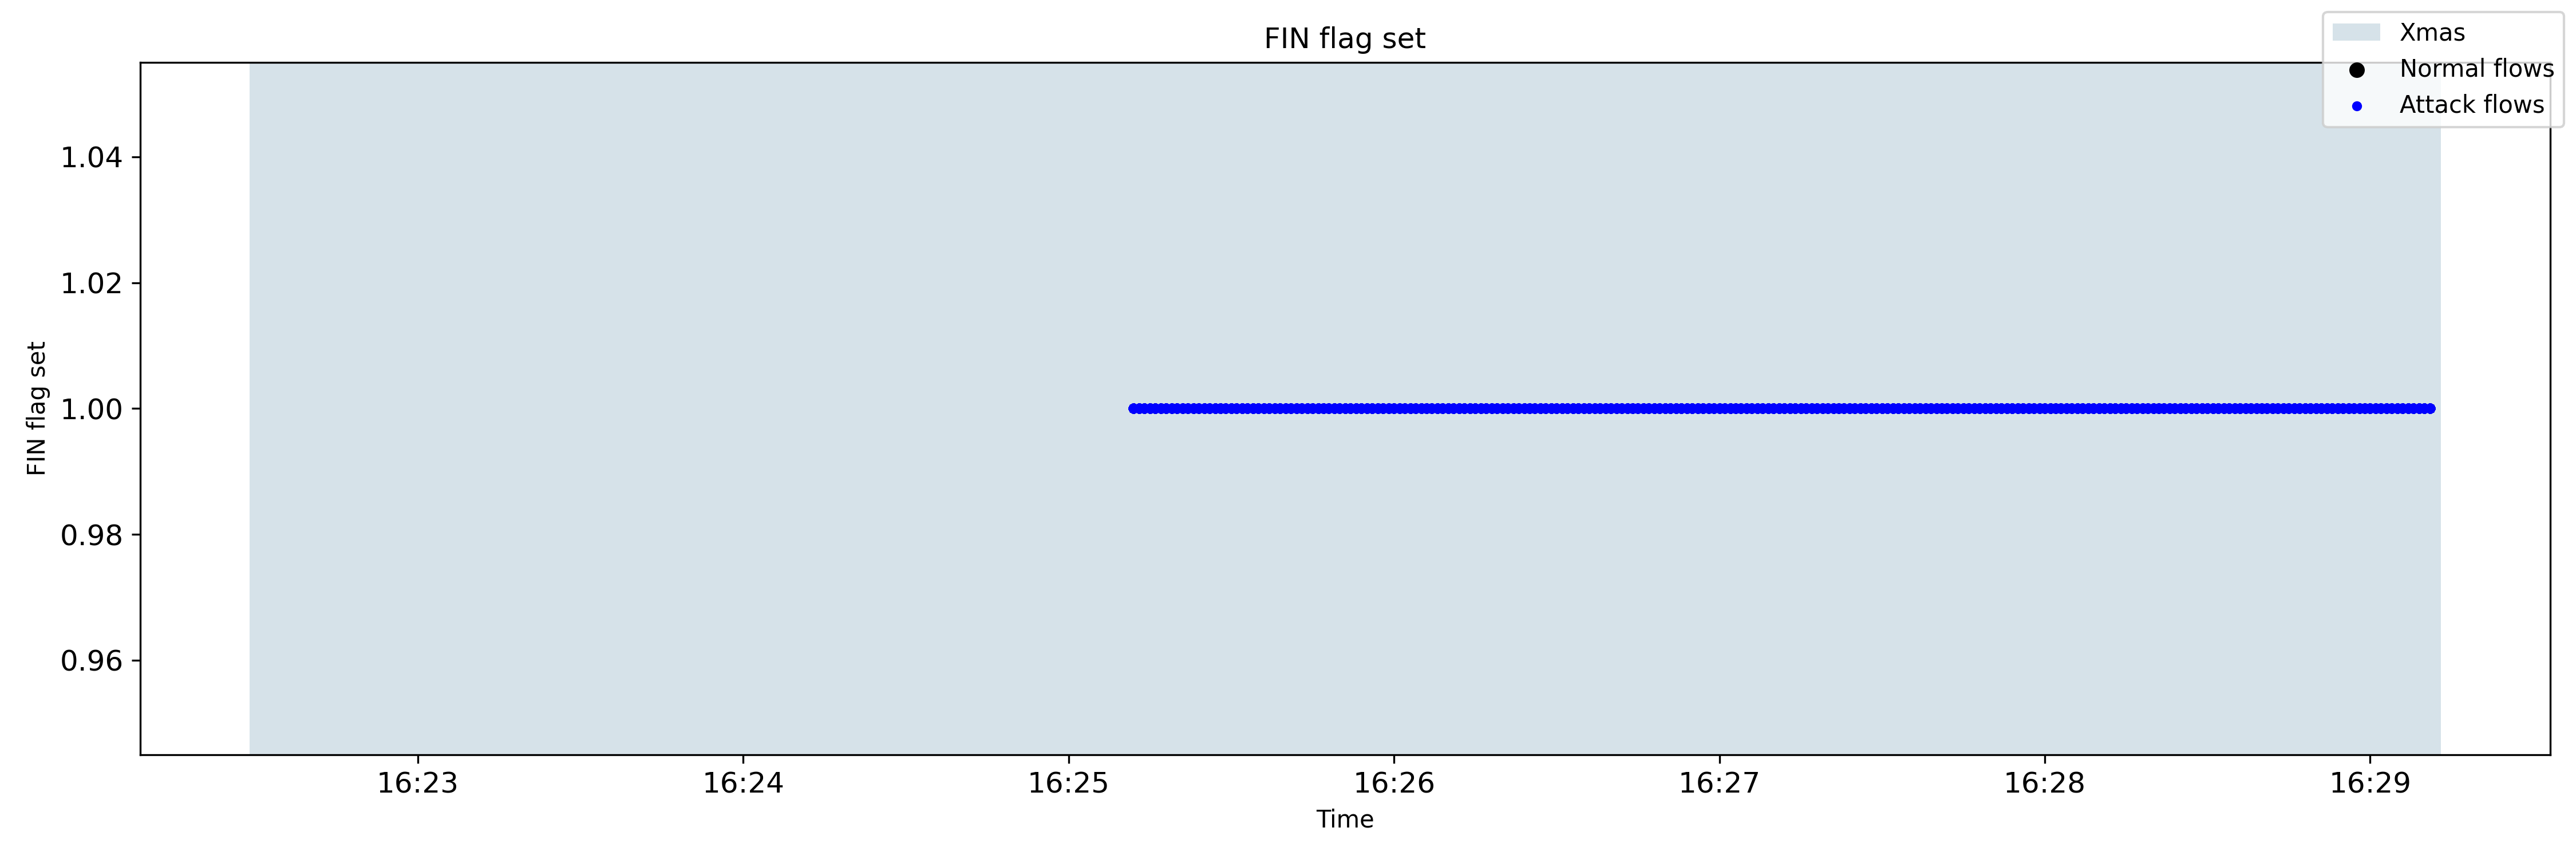 FIN flag set
Xmas
Normal flows
Attack flows
FIN flag set
1.04
1.02
1.00
0.98
0.96
16:23
16:24
16:25
16:26
16:27
16:28
16:29
Time